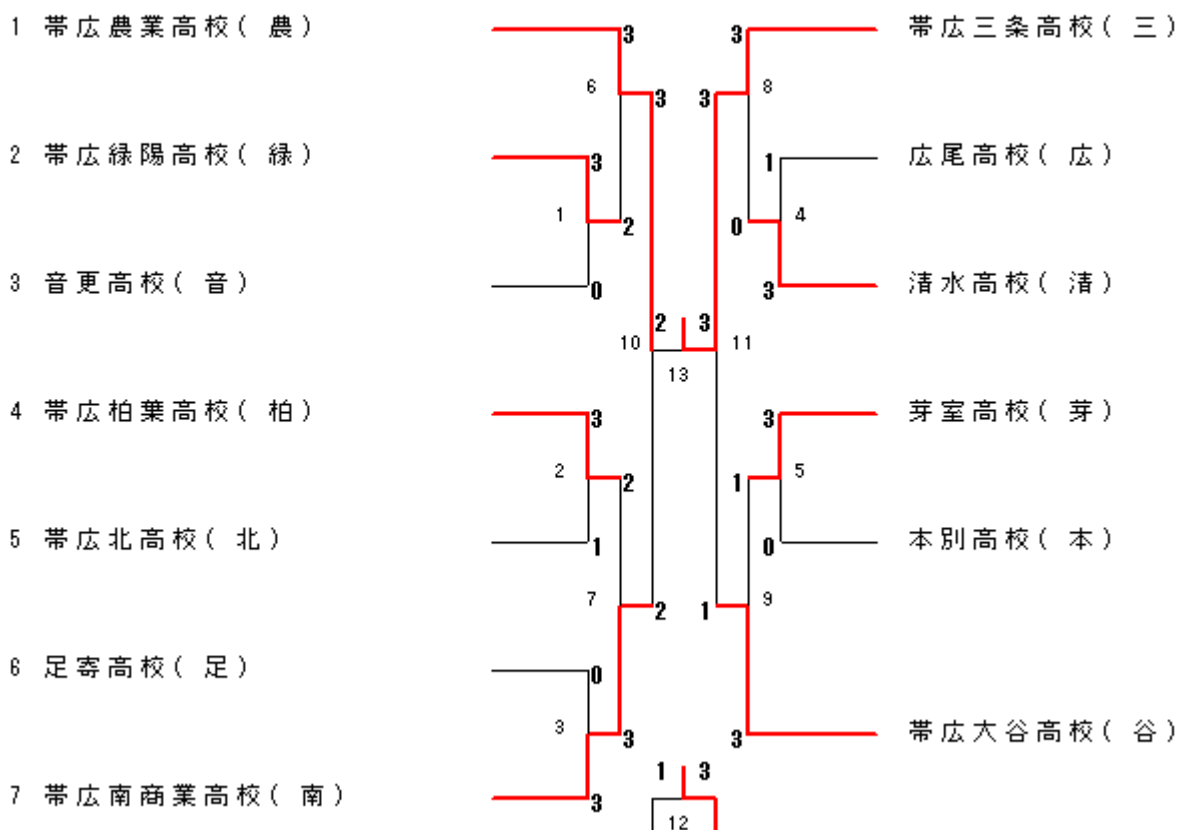 1 帯広農業高校( 農) 3 3 帯広三条高校( 三)
6 3 3 8
2 帯広緑陽高校( 緑) 3 1 広尾高校( 広)
1 2 0 4
3 音更高校( 音) 0 3 清水高校( 清)
2 3
10 13 11
4 帯広柏葉高校( 柏) 3 3 芽室高校( 芽)
2 2 1 5
5 帯広北高校( 北) 1 0 本別高校( 本)
7 2 1 9
6 足寄高校( 足) 0
3 3 3 帯広大谷高校( 谷)
1 3
7 帯広南商業高校( 南) 3
12